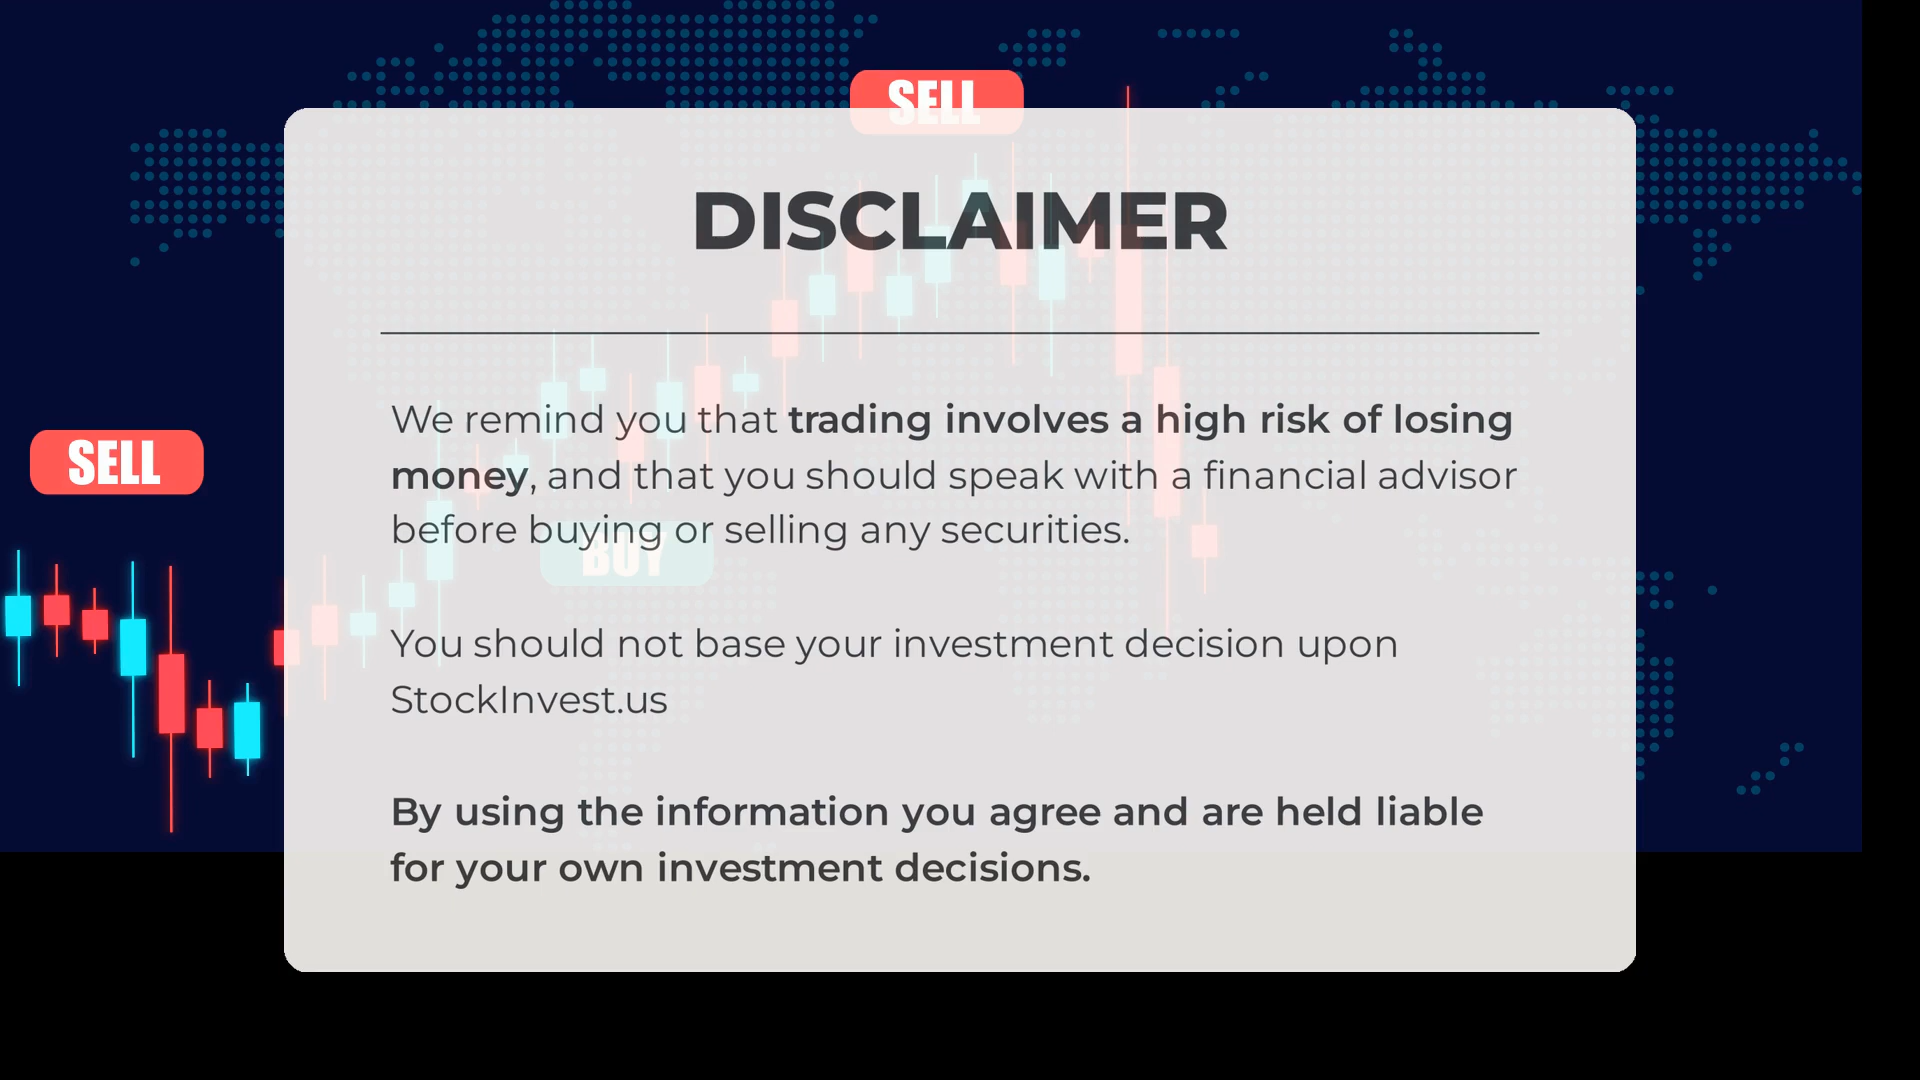 SELL
DISCLAIMER
We remind you that trading involves a high risk of losing
money, and that you should speak with a financial advisor
before buying or selling any securities.
SELL
BUY
You should not base your investment decision upon
StockInvest.us
By using the information you agree and are held liable
for your own investment decisions.